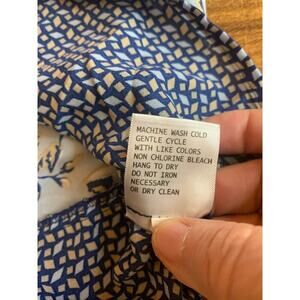 MACHINE WASH COLD
GENTLE CYCLE
WITH LIKE COLORS
NON CHLORINE BLEACH
HANG TO DRY
DO NOT IRON
NECESSARY
OR DRY CLEAN